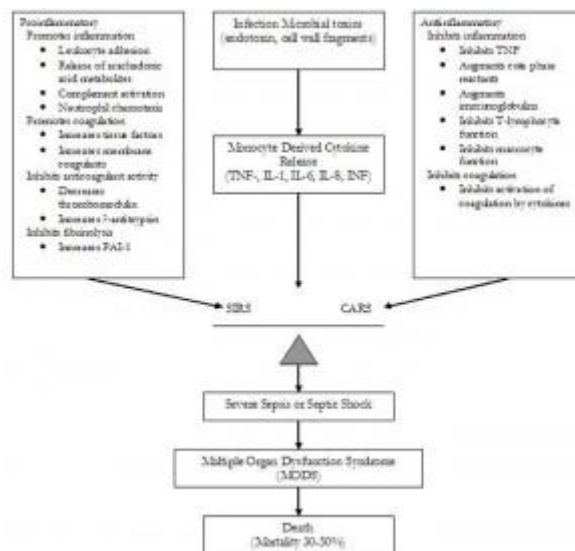 Proinflammatory
Promotes inflammation
Leukocyte adhesion
Release of arachadonic
acid metabolites
Complement activation
Neutrophil chemotaxis
Promotes coagulation
Increases tissue factors
Increases membrane
coagulants
Inhibits anticoagulant activity
Decreases
thrombomodulin
Increases ?-antitrypsin
Inhibits fibrinolysis
Increases PAI-1
Infection Microbial toxins
(endotoxin, cell wall fragments)
Monocyte Derived Cytokine
Release
(TNF-, IL-1, IL-6, IL-8, INF)
Antiinflammatory
Inhibits inflammation
Inhibits TNF
Augments acute phase
reactants
Augments
immunoglobulins
Inhibits T-lymphocyte
function
Inhibits monocyte
function
Inhibits coagulation
Inhibits activation of
coagulation by cytokines
SIRS CARS
Severe Sepsis or Septic Shock
Multiple Organ Dysfunction Syndrome
(MODS)
Death
(Mortality 30-50%)